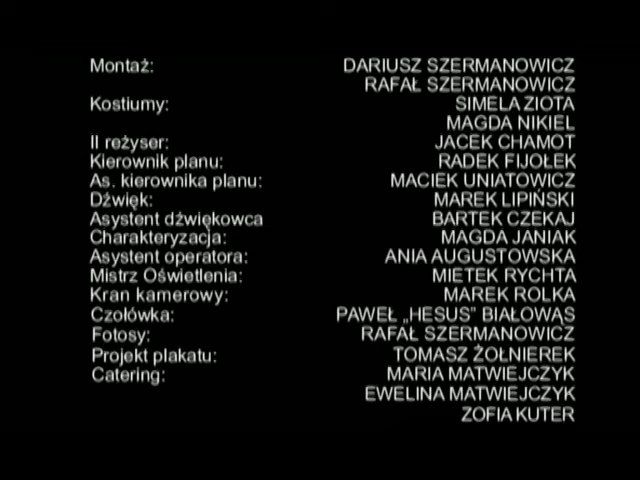 Montaż: DARIUSZ SZERMANOWICZ
RAFAŁ SZERMANOWICZ
Kostiumy: SIMELA ZIOTA
MAGDA NIKIEL
II reżyser: JACEK CHAMOT
Kierownik planu: RADEK FIJOŁEK
As. kierownika planu: MACIEK UNIATOWICZ
Dźwięk: MAREK LIPIŃSKI
Asystent dźwiękowca BARTEK CZEKAJ
Charakteryzacja: MAGDA JANIAK
Asystent operatora: ANIA AUGUSTOWSKA
Mistrz Oświetlenia: MIETEK RYCHTA
Kran kamerowy: MAREK ROLKA
Czołówka: PAWEŁ „HESUS" BIAŁOWĄS
Fotosy: RAFAŁ SZERMANOWICZ
Projekt plakatu: TOMASZ ŻOŁNIEREK
Catering: MARIA MATWIEJCZYK
EWELINA MATWIEJCZYK
ZOFIA KUTER